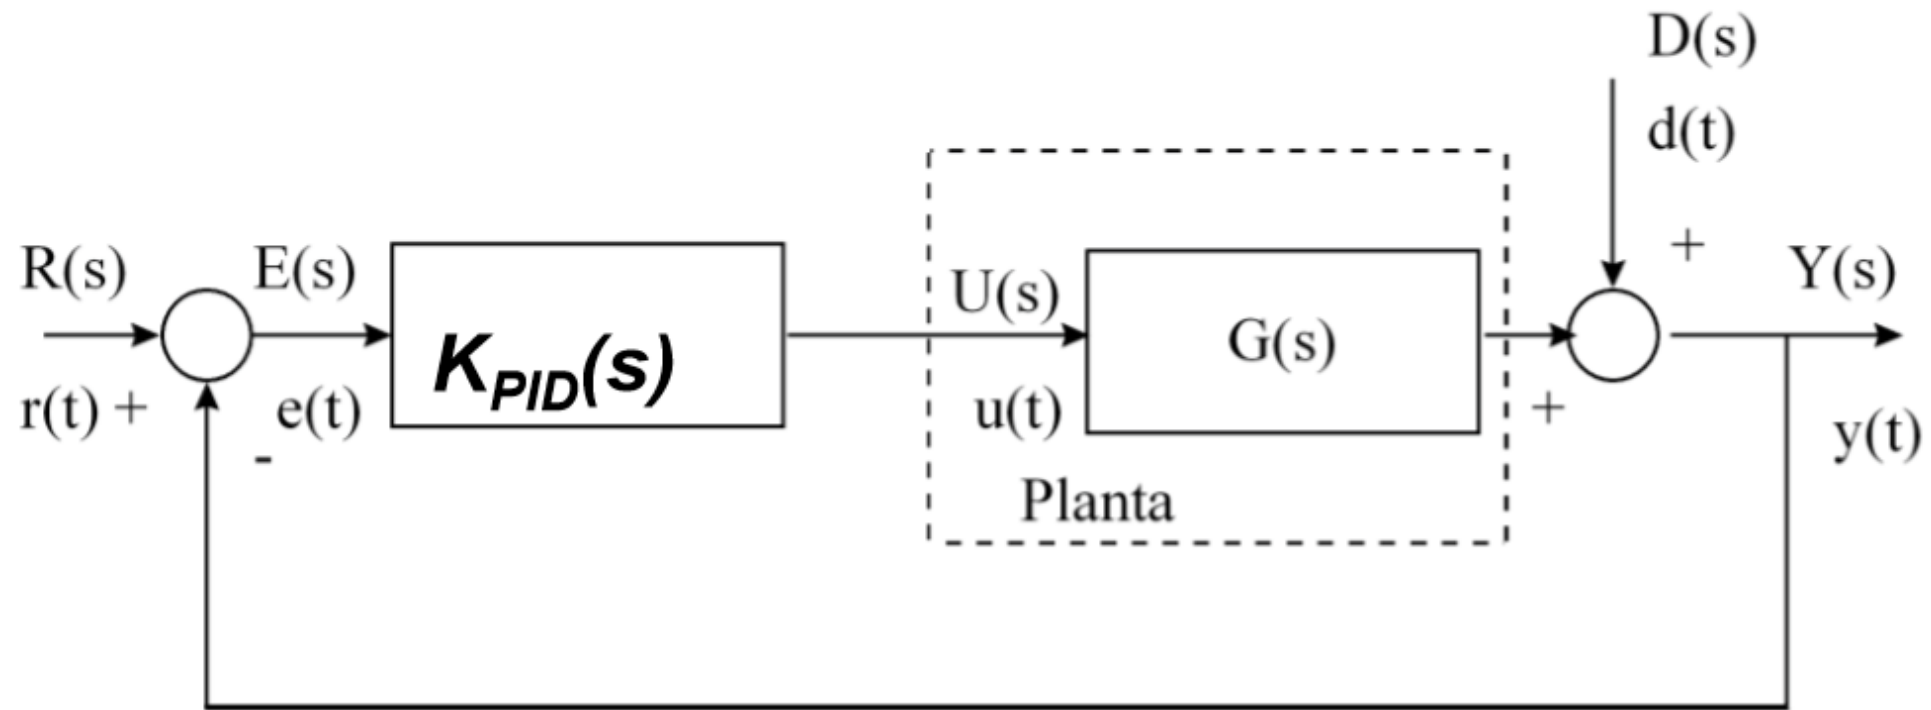 D(s)
d(t)
+
R(s)
E(s)
U(s)
Y(s)
K_PID(s)
G(s)
r(t) +
e(t)
-
u(t)
+
y(t)
Planta